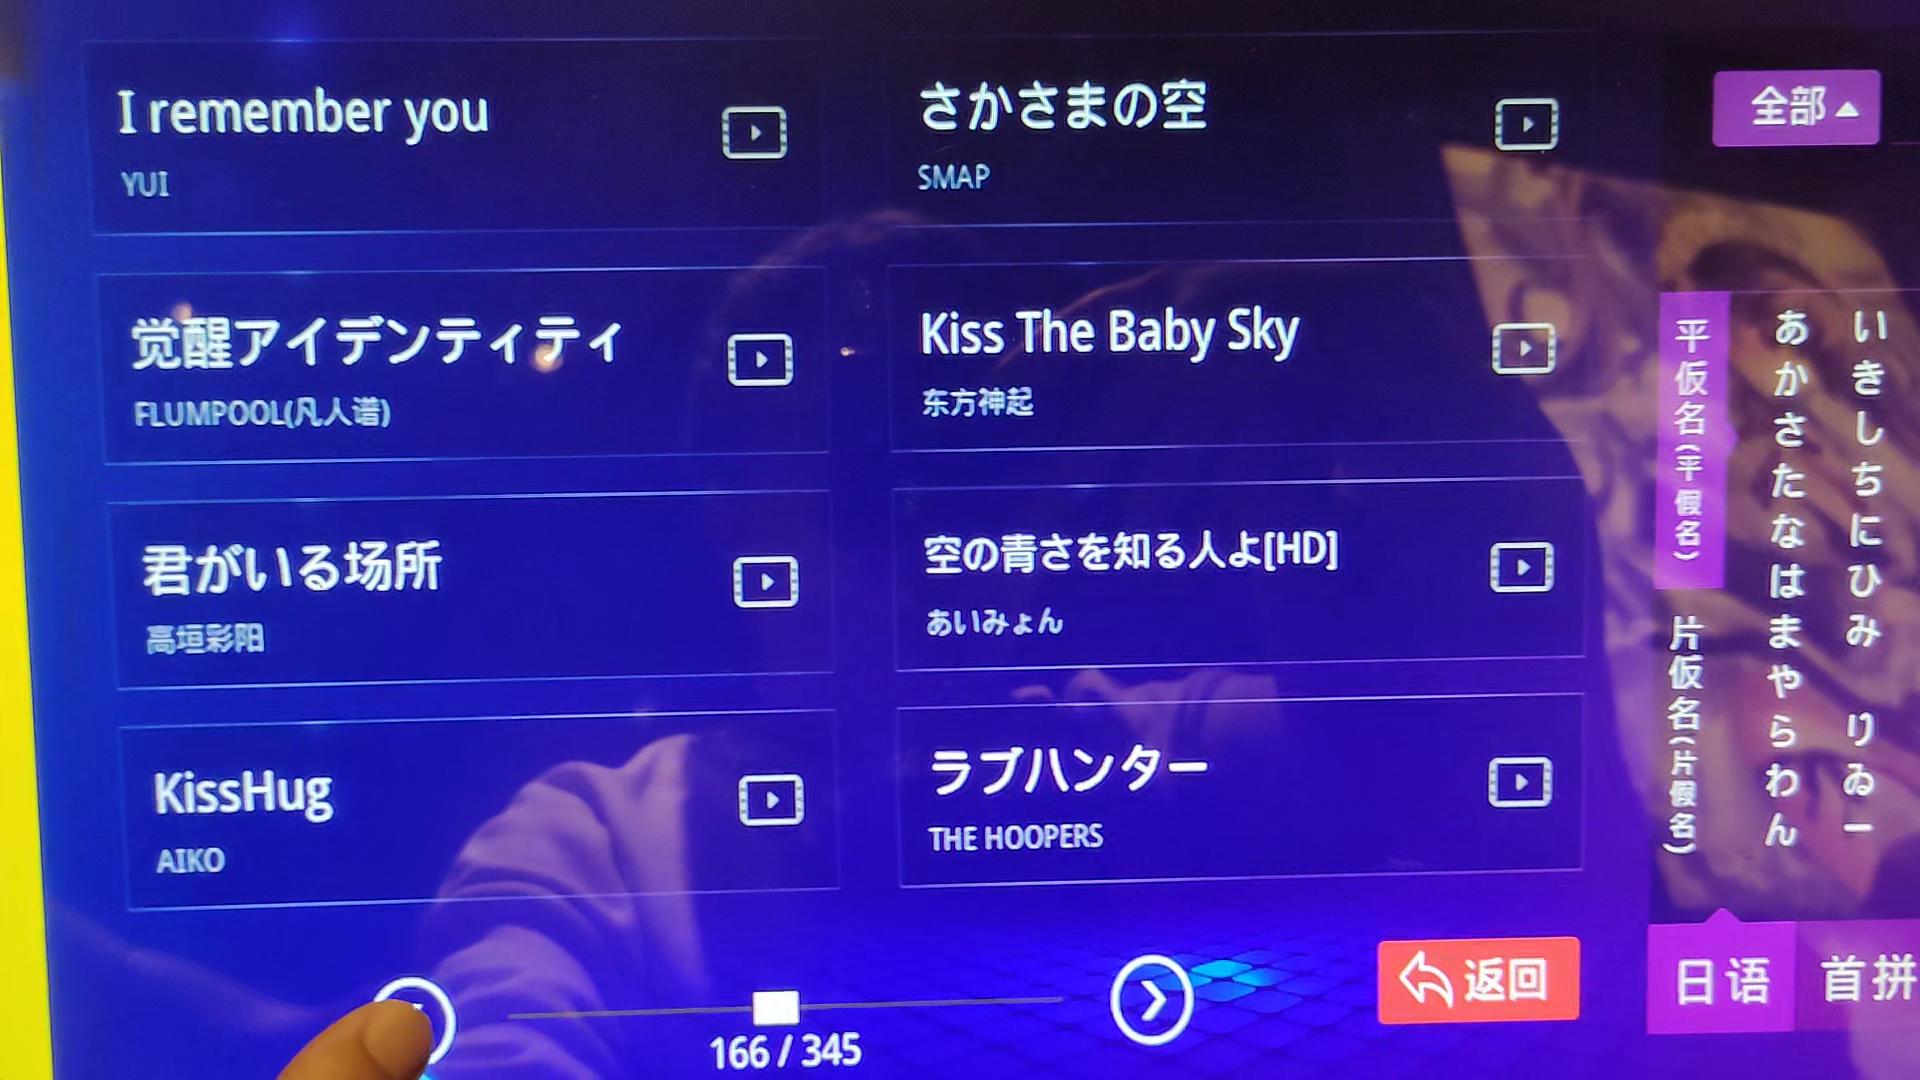 I remember you
YUI
さかさまの空
SMAP
觉醒アイデンティティ
FLUMPOOL(凡人谱)
Kiss The Baby Sky
东方神起
君がいる场所
高垣彩阳
空の青さを知る人よ[HD]
あいみょん
KissHug
AIKO
ラブハンター
THE HOOPERS
166 / 345
返回
全部
平仮名(平假名)
片仮名(片假名)
あかさたなはまやらわん
いきしちにひみ りゐー
日语
首拼